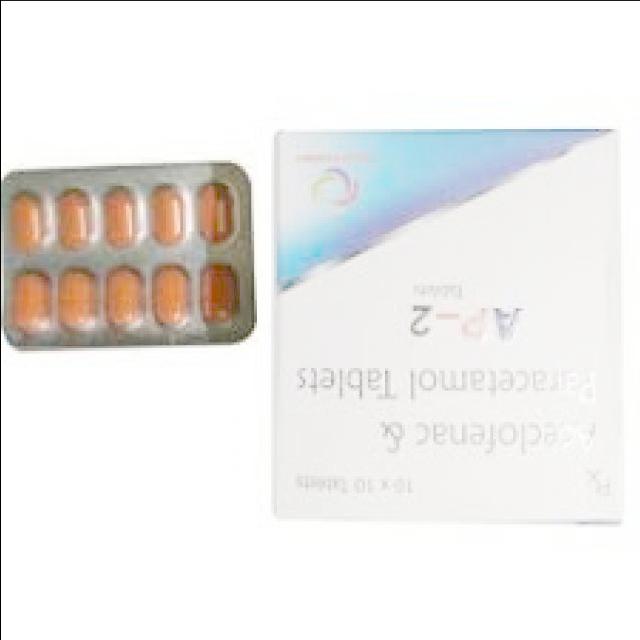 Rx
10 x 10 Tablets
Aceclofenac &
Paracetamol Tablets
AP-2
Tablets